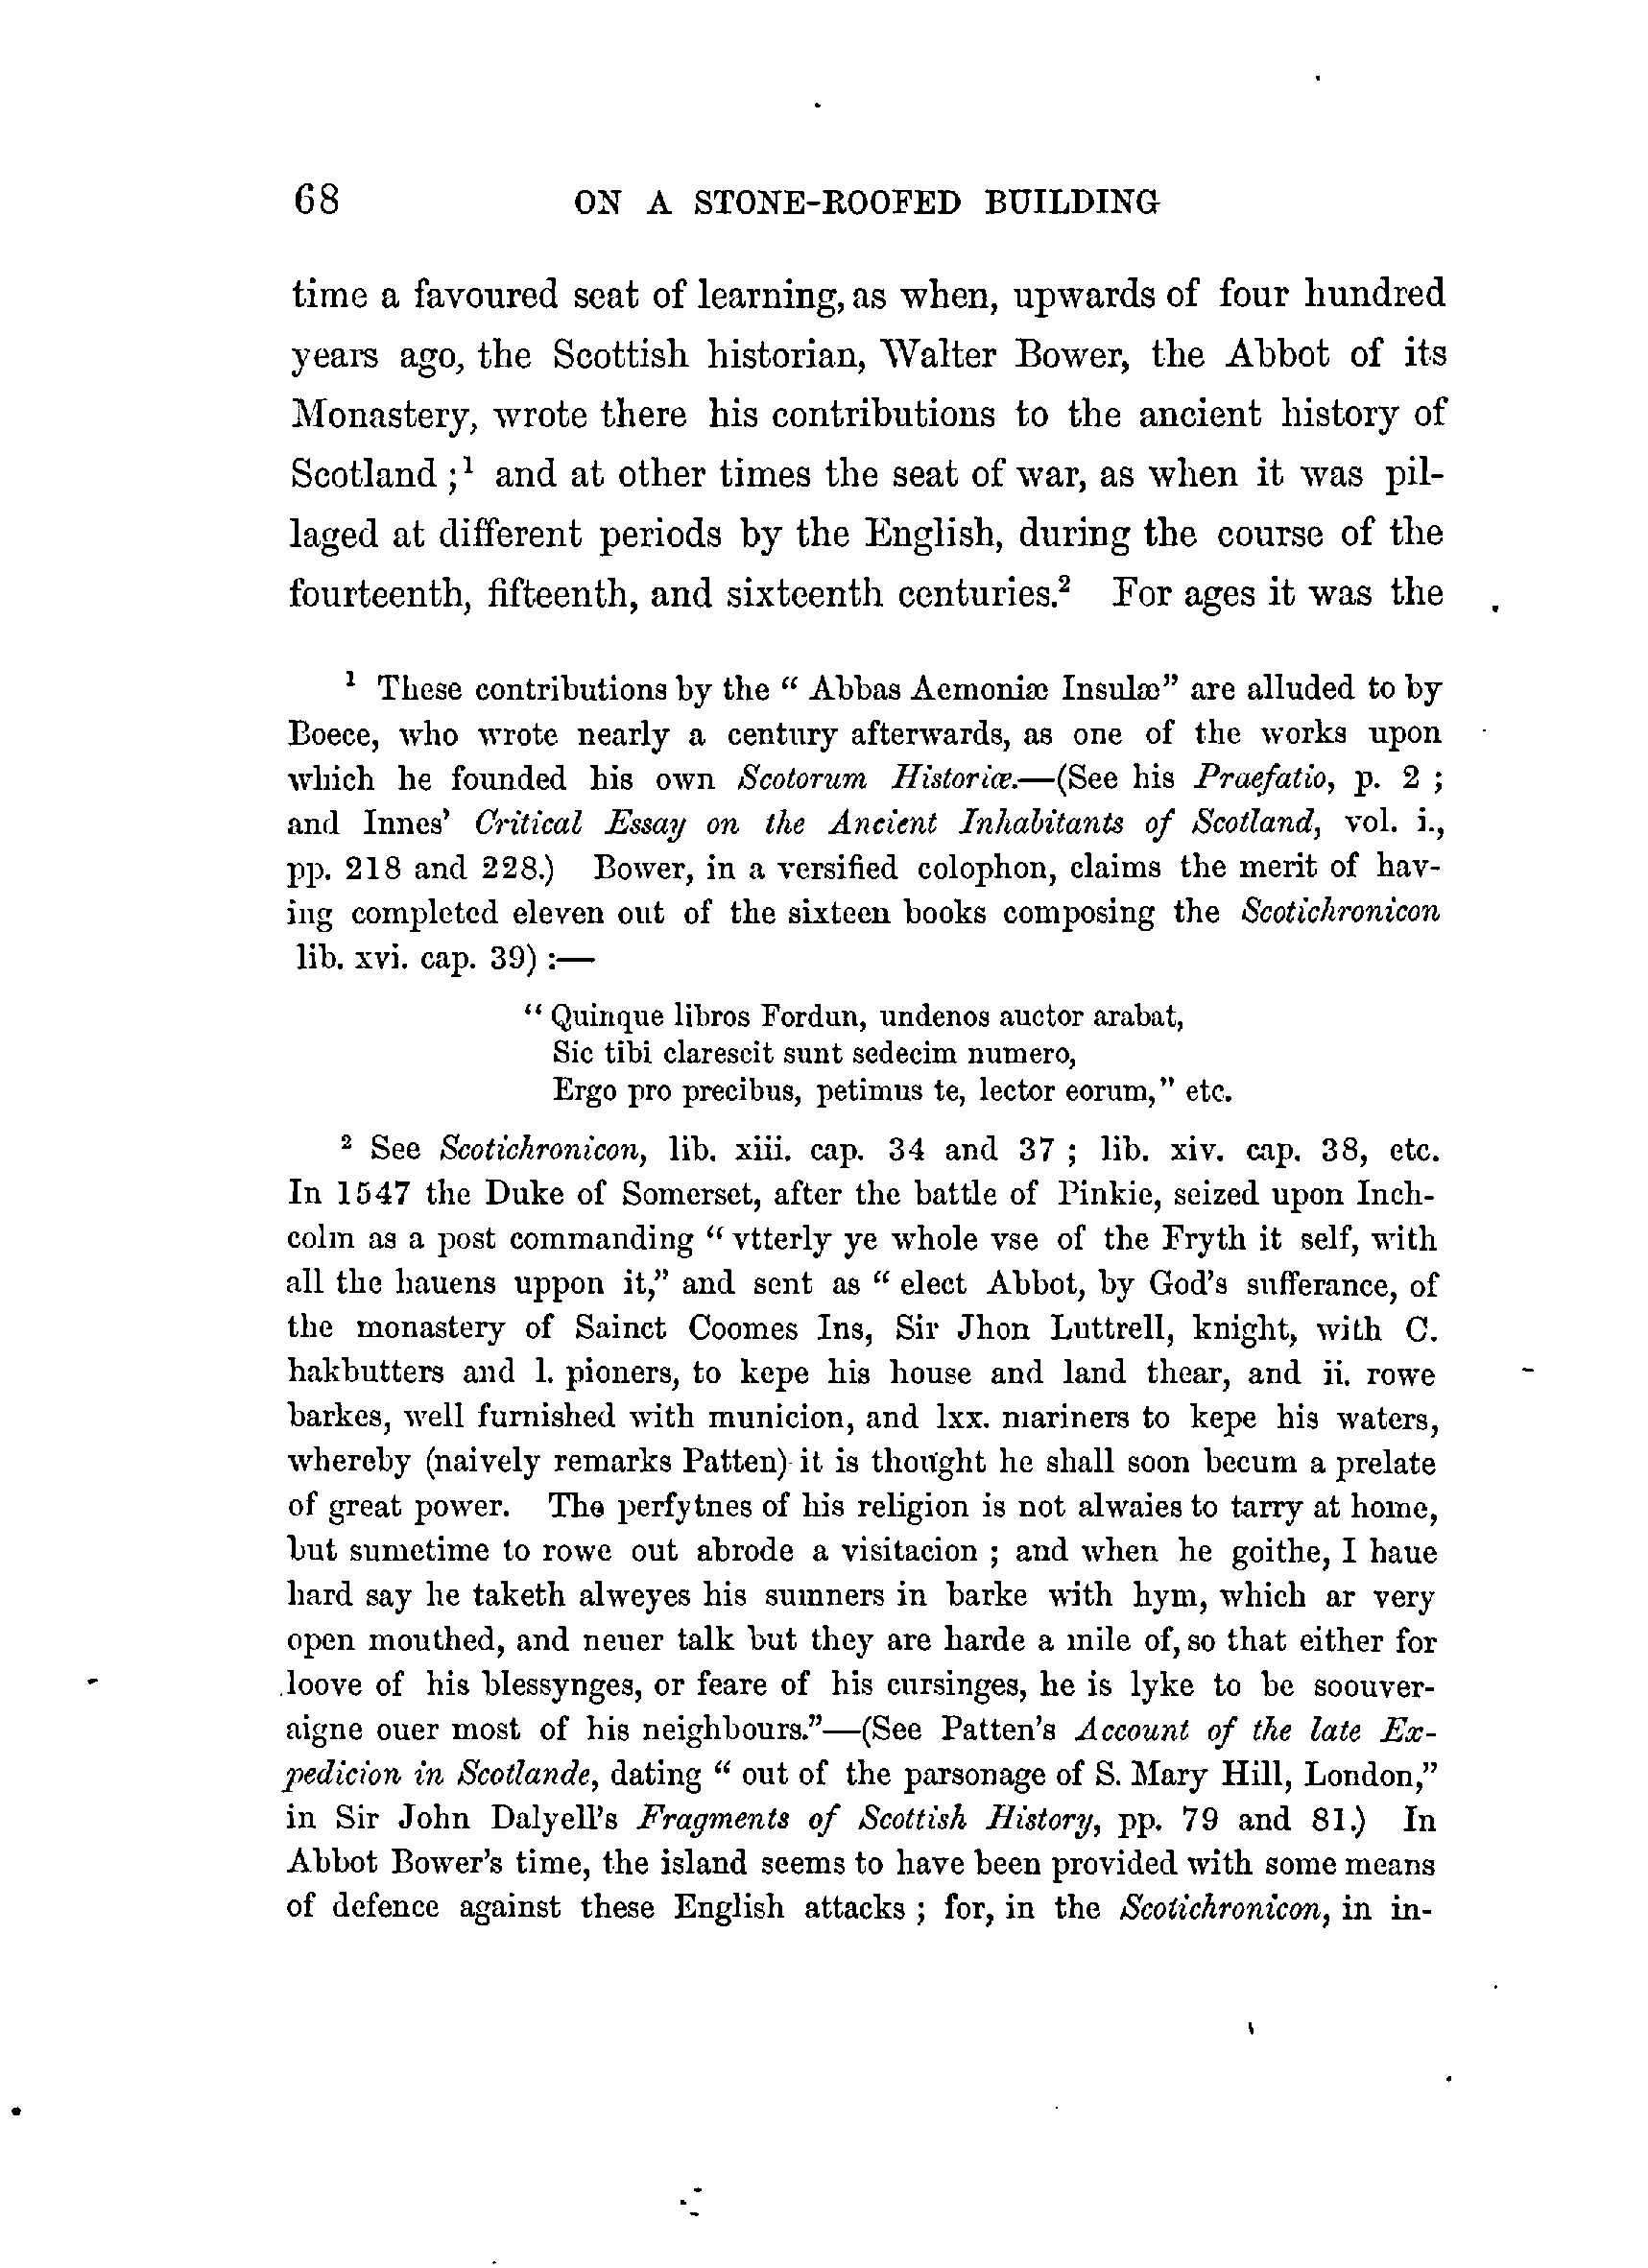 68 ON A STONE-ROOFED BUILDING
time a favoured seat of learning, as when, upwards of four hundred
years ago, the Scottish historian, Walter Bower, the Abbot of its
Monastery, wrote there his contributions to the ancient history of
Scotland ;¹ and at other times the seat of war, as when it was pil-
laged at different periods by the English, during the course of the
fourteenth, fifteenth, and sixteenth centuries.² For ages it was the
¹ These contributions by the “ Abbas Aemoniæ Insulæ” are alluded to by
Boece, who wrote nearly a century afterwards, as one of the works upon
which he founded his own Scotorum Historiæ.—(See his Praefatio, p. 2 ;
and Innes’ Critical Essay on the Ancient Inhabitants of Scotland, vol. i.,
pp. 218 and 228.) Bower, in a versified colophon, claims the merit of hav-
ing completed eleven out of the sixteen books composing the Scotichronicon
lib. xvi. cap. 39) :—
“ Quinque libros Fordun, undenos auctor arabat,
Sic tibi clarescit sunt sedecim numero,
Ergo pro precibus, petimus te, lector eorum,” etc.
² See Scotichronicon, lib. xiii. cap. 34 and 37 ; lib. xiv. cap. 38, etc.
In 1547 the Duke of Somerset, after the battle of Pinkie, seized upon Inch-
colm as a post commanding “ vtterly ye whole vse of the Fryth it self, with
all the hauens uppon it,” and sent as “ elect Abbot, by God’s sufferance, of
the monastery of Sainct Coomes Ins, Sir Jhon Luttrell, knight, with C.
hakbutters and l. pioners, to kepe his house and land thear, and ii. rowe
barkes, well furnished with municion, and lxx. mariners to kepe his waters,
whereby (naively remarks Patten) it is thought he shall soon becum a prelate
of great power. The perfytnes of his religion is not alwaies to tarry at home,
but sumetime to rowe out abrode a visitacion ; and when he goithe, I haue
hard say he taketh alweyes his sumners in barke with hym, which ar very
open mouthed, and neuer talk but they are harde a mile of, so that either for
loove of his blessynges, or feare of his cursinges, he is lyke to be soouver-
aigne ouer most of his neighbours.”—(See Patten’s Account of the late Ex-
pedicion in Scotlande, dating “ out of the parsonage of S. Mary Hill, London,”
in Sir John Dalyell’s Fragments of Scottish History, pp. 79 and 81.) In
Abbot Bower’s time, the island seems to have been provided with some means
of defence against these English attacks ; for, in the Scotichronicon, in in-